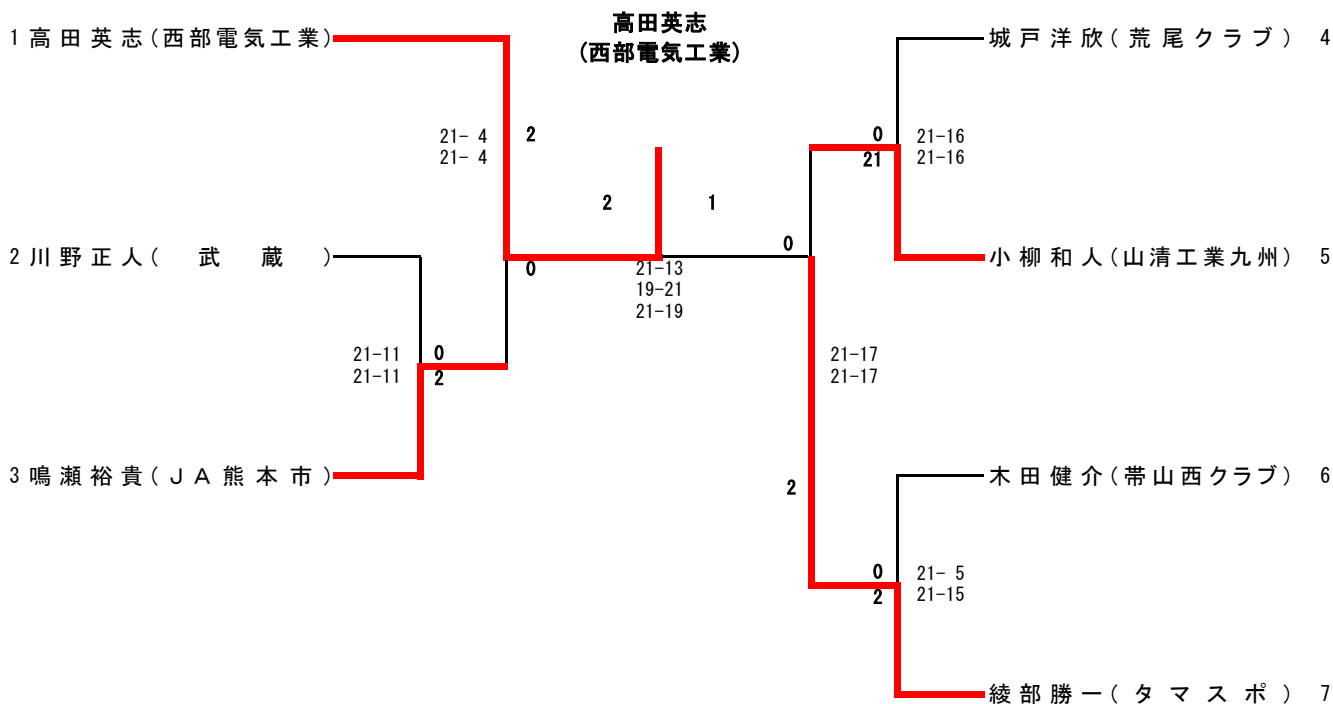 高田英志
(西部電気工業)
1 高田英志(西部電気工業)
21- 4
21- 4
2
2 川野正人( 武 蔵 )
0
21-11
21-11
0
2
3 鳴瀬裕貴(JA熊本市)
2
1
21-13
19-21
21-19
城戸洋欣(荒尾クラブ) 4
0
21
21-16
21-16
小柳和人(山清工業九州) 5
0
21-17
21-17
2
木田健介(帯山西クラブ) 6
0
2
21- 5
21-15
綾部勝一(タマスポ) 7